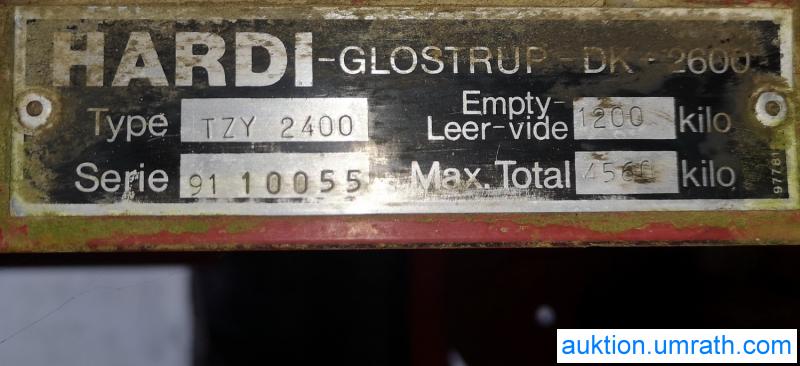 HARDI-GLOSTRUP-DK-2600
Type TZY 2400 Empty-Leer-vide 1200 kilo
Serie 91 10055 Max. Total 4560 kilo
97781
auktion.umrath.com